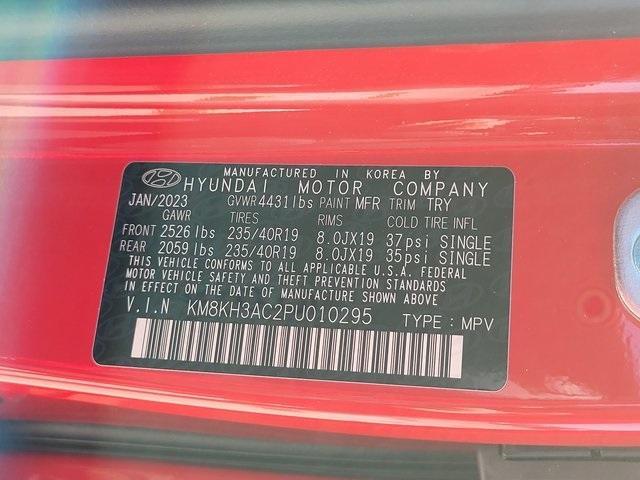 MANUFACTURED IN KOREA BY
HYUNDAI MOTOR COMPANY
JAN/2023 GVWR 4431 lbs PAINT MFR TRIM TRY
GAWR TIRES RIMS COLD TIRE INFL
FRONT 2526 lbs 235/40R19 8.0JX19 37psi SINGLE
REAR 2059 lbs 235/40R19 8.0JX19 35psi SINGLE
THIS VEHICLE CONFORMS TO ALL APPLICABLE U.S.A. FEDERAL
MOTOR VEHICLE SAFETY AND THEFT PREVENTION STANDARDS
IN EFFECT ON THE DATE OF MANUFACTURE SHOWN ABOVE
V.I.N KM8KH3AC2PU010295 TYPE : MPV